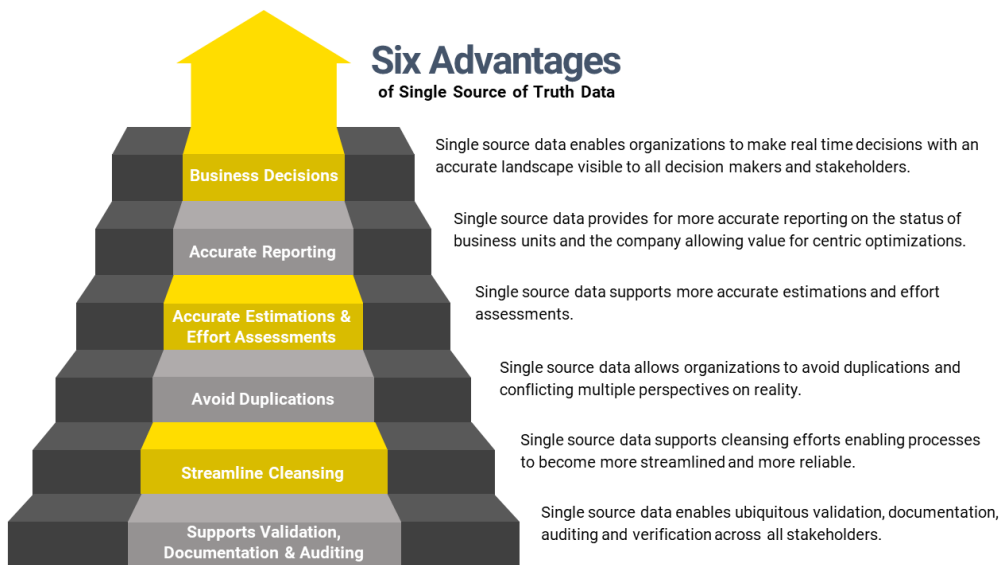 Six Advantages
of Single Source of Truth Data
Business Decisions
Single source data enables organizations to make real time decisions with an
accurate landscape visible to all decision makers and stakeholders.
Accurate Reporting
Single source data provides for more accurate reporting on the status of
business units and the company allowing value for centric optimizations.
Accurate Estimations &
Effort Assessments
Single source data supports more accurate estimations and effort
assessments.
Avoid Duplications
Single source data allows organizations to avoid duplications and
conflicting multiple perspectives on reality.
Streamline Cleansing
Single source data supports cleansing efforts enabling processes
to become more streamlined and more reliable.
Supports Validation,
Documentation & Auditing
Single source data enables ubiquitous validation, documentation,
auditing and verification across all stakeholders.